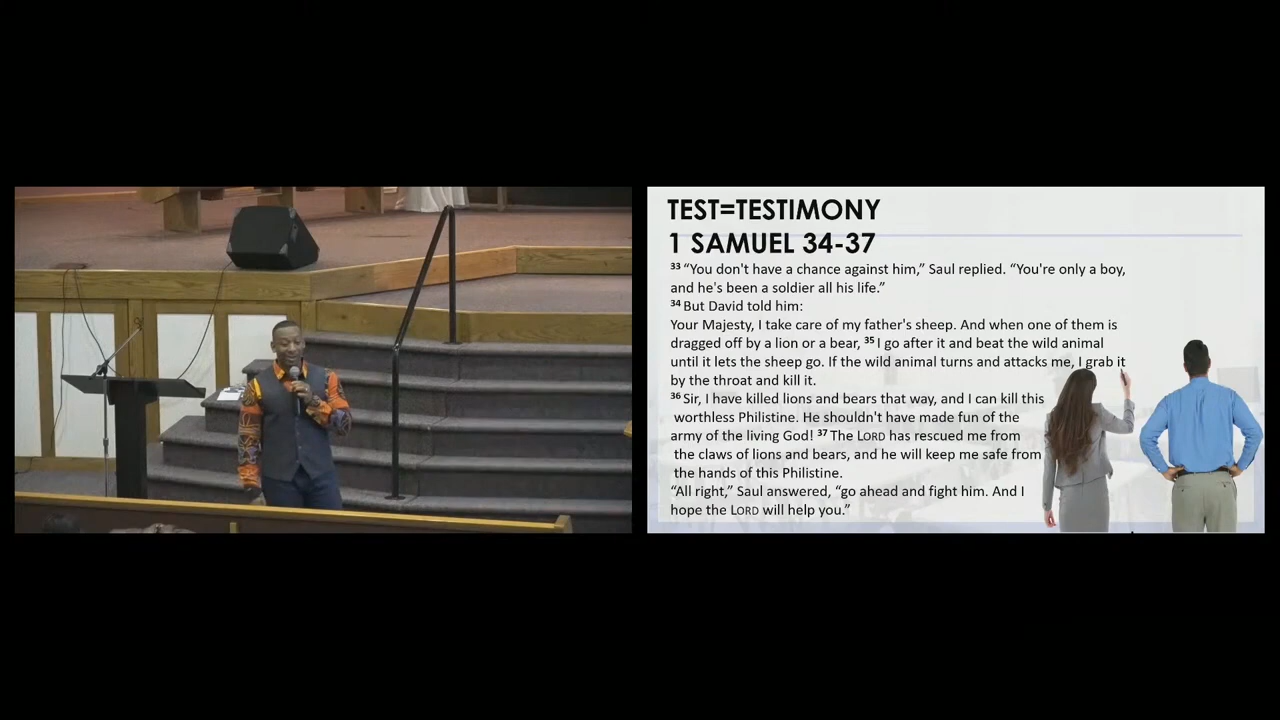 TEST=TESTIMONY
1 SAMUEL 34-37
33 “You don't have a chance against him,” Saul replied. “You're only a boy,
and he's been a soldier all his life.”
34 But David told him:
Your Majesty, I take care of my father's sheep. And when one of them is
dragged off by a lion or a bear, 35 I go after it and beat the wild animal
until it lets the sheep go. If the wild animal turns and attacks me, I grab it
by the throat and kill it.
36 Sir, I have killed lions and bears that way, and I can kill this
worthless Philistine. He shouldn't have made fun of the
army of the living God! 37 The LORD has rescued me from
the claws of lions and bears, and he will keep me safe from
the hands of this Philistine.
“All right,” Saul answered, “go ahead and fight him. And I
hope the LORD will help you.”